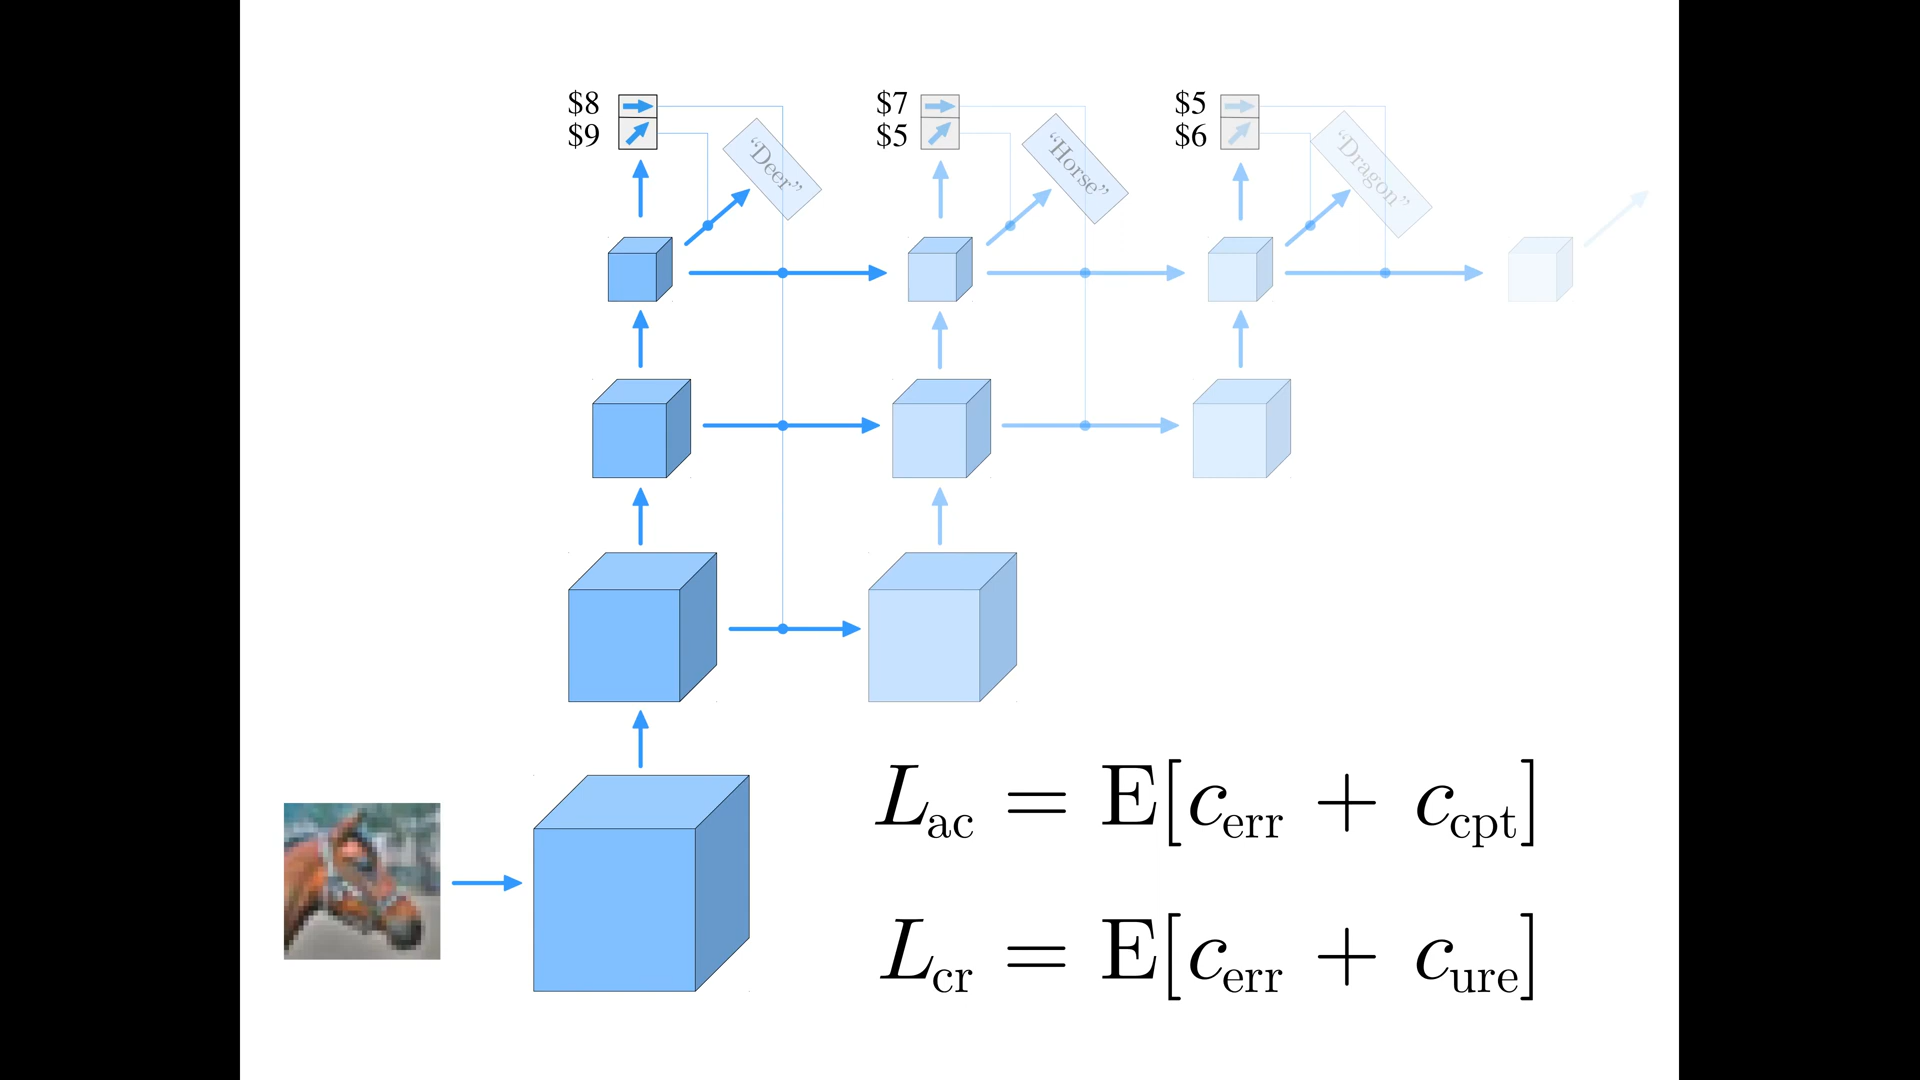 $8
$9
“Deer”
$7
$5
“Horse”
$5
$6
“Dragon”
L_ac = E[c_err + c_cpt]
L_cr = E[c_err + c_ure]